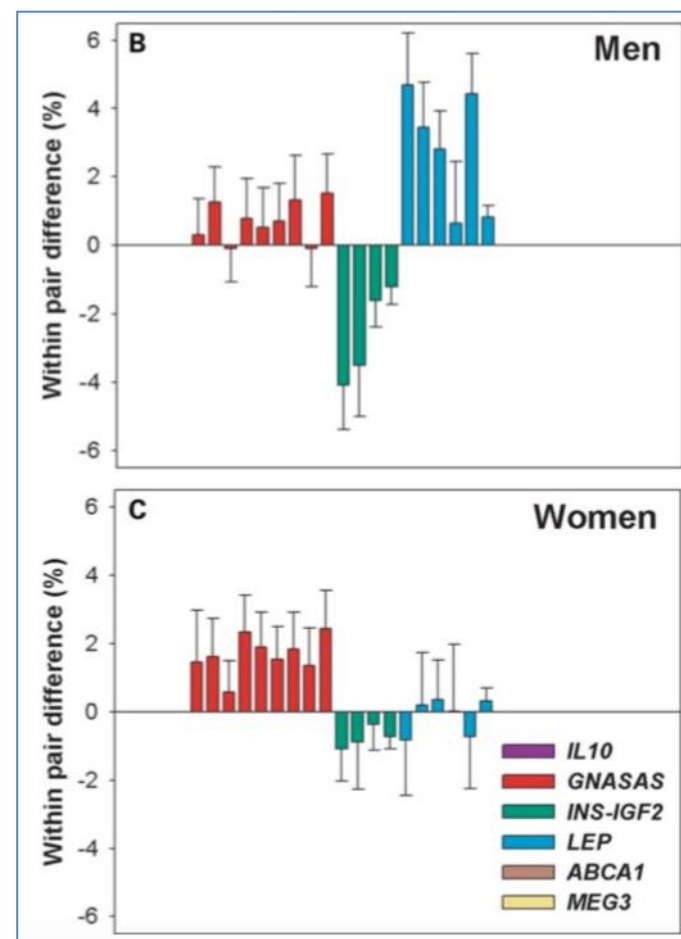 B
Men
Within pair difference (%)
6
4
2
0
-2
-4
-6
C
Women
Within pair difference (%)
6
4
2
0
-2
-4
-6
IL10
GNASAS
INS-IGF2
LEP
ABCA1
MEG3